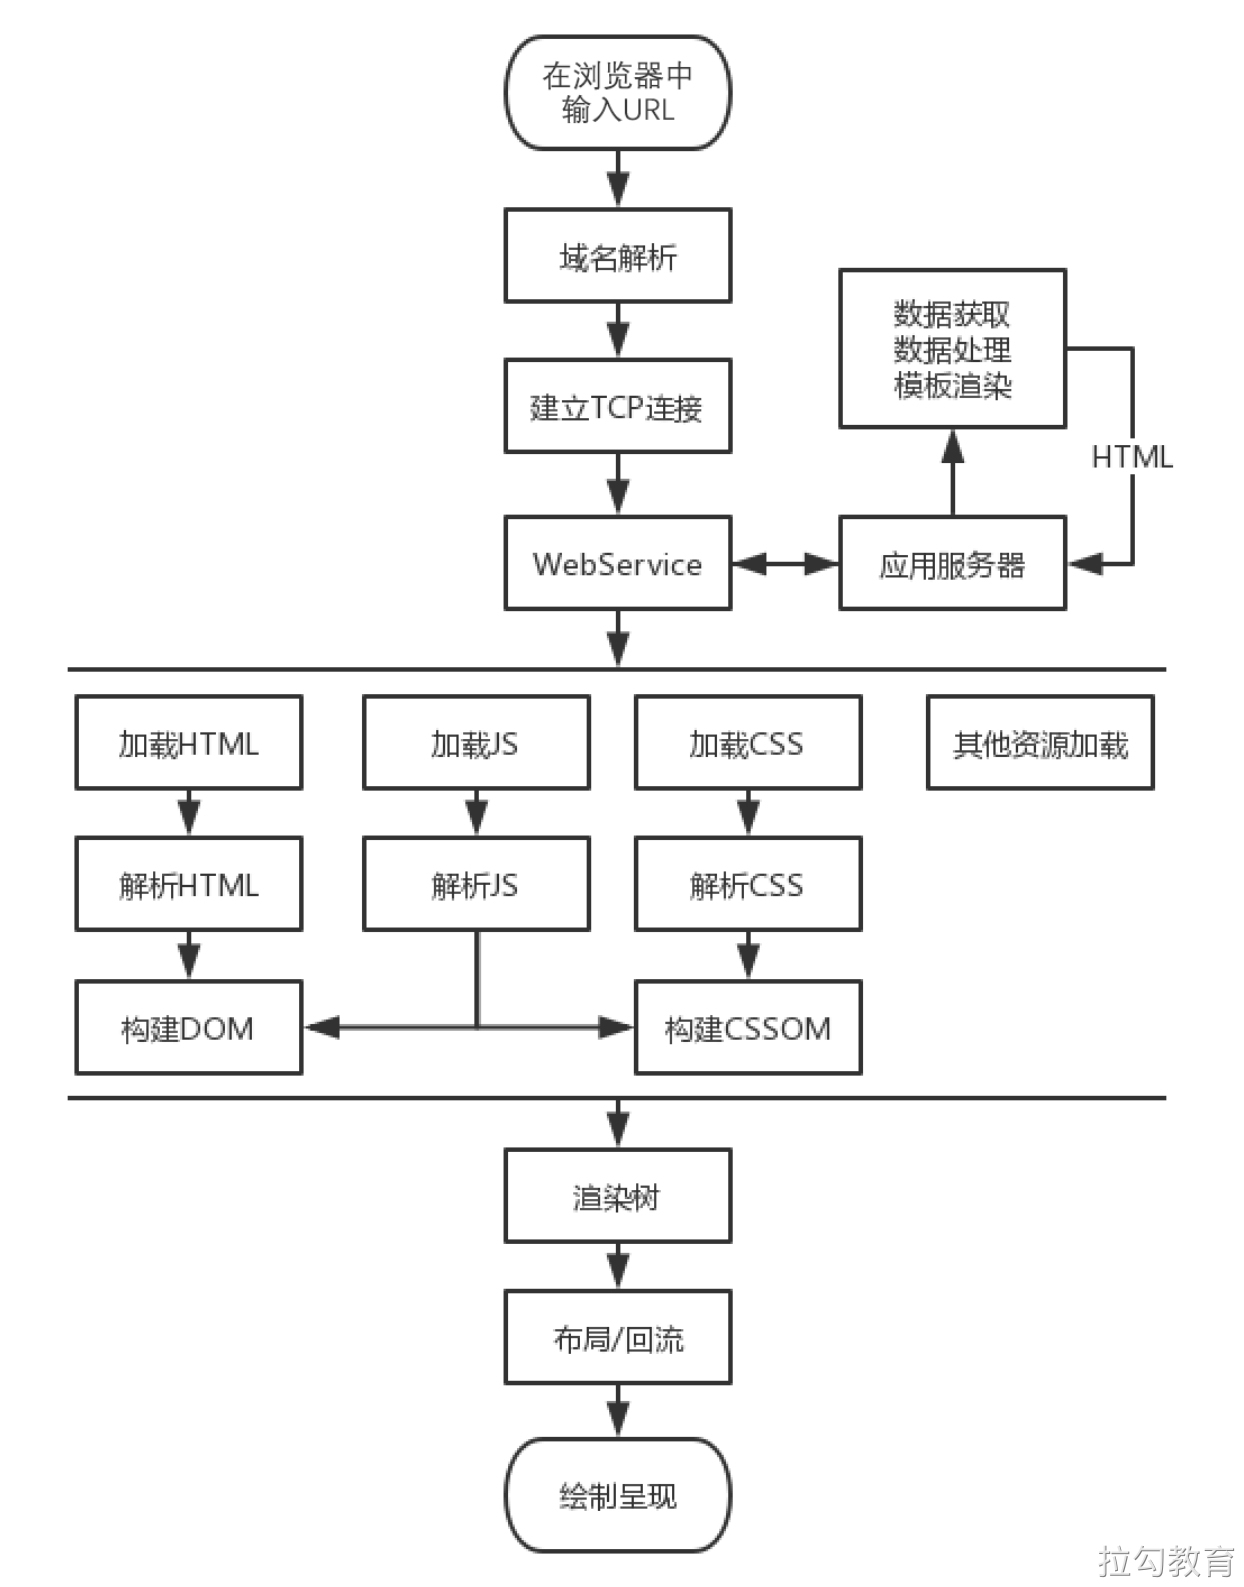 在浏览器中
输入URL
域名解析
建立TCP连接
数据获取
数据处理
模板渲染
HTML
WebService
应用服务器
加载HTML
加载JS
加载CSS
其他资源加载
解析HTML
解析JS
解析CSS
构建DOM
构建CSSOM
渲染树
布局/回流
绘制呈现
拉勾教育